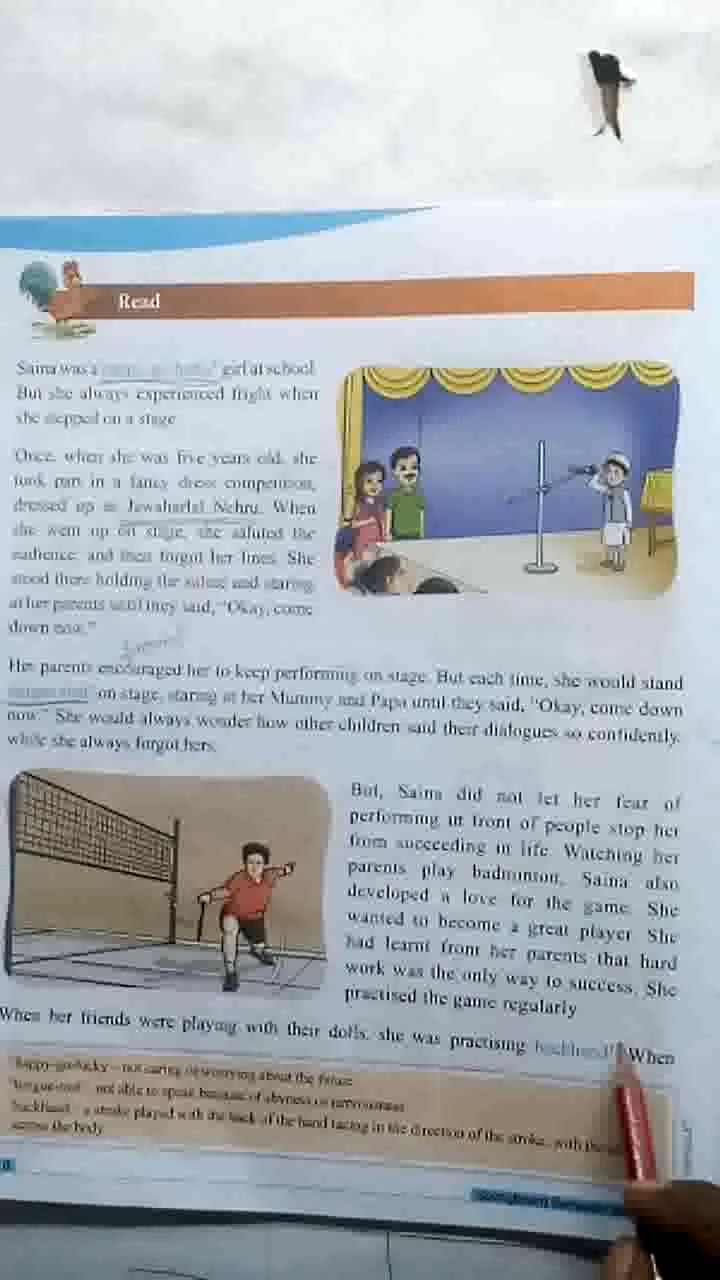 Read
Saina was a happy-go-lucky¹ girl at school.
But she always experienced fright when
she stepped on a stage.
Once, when she was five years old, she
took part in a fancy dress competition,
dressed up as Jawaharlal Nehru. When
she went up on stage, she saluted the
audience, and then forgot her lines. She
stood there holding the salute and staring
at her parents until they said, "Okay, come
down now."
Her parents encouraged her to keep performing on stage. But each time, she would stand
tongue-tied² on stage, staring at her Mummy and Papa until they said, "Okay, come down
now." She would always wonder how other children said their dialogues so confidently,
while she always forgot hers.
But, Saina did not let her fear of
performing in front of people stop her
from succeeding in life. Watching her
parents play badminton, Saina also
developed a love for the game. She
wanted to become a great player. She
had learnt from her parents that hard
work was the only way to success. She
practised the game regularly.
When her friends were playing with their dolls, she was practising backhand³. When
¹happy-go-lucky – not caring or worrying about the future
²tongue-tied – not able to speak because of shyness or nervousness
³backhand – a stroke played with the back of the hand facing in the direction of the stroke, with the
across the body